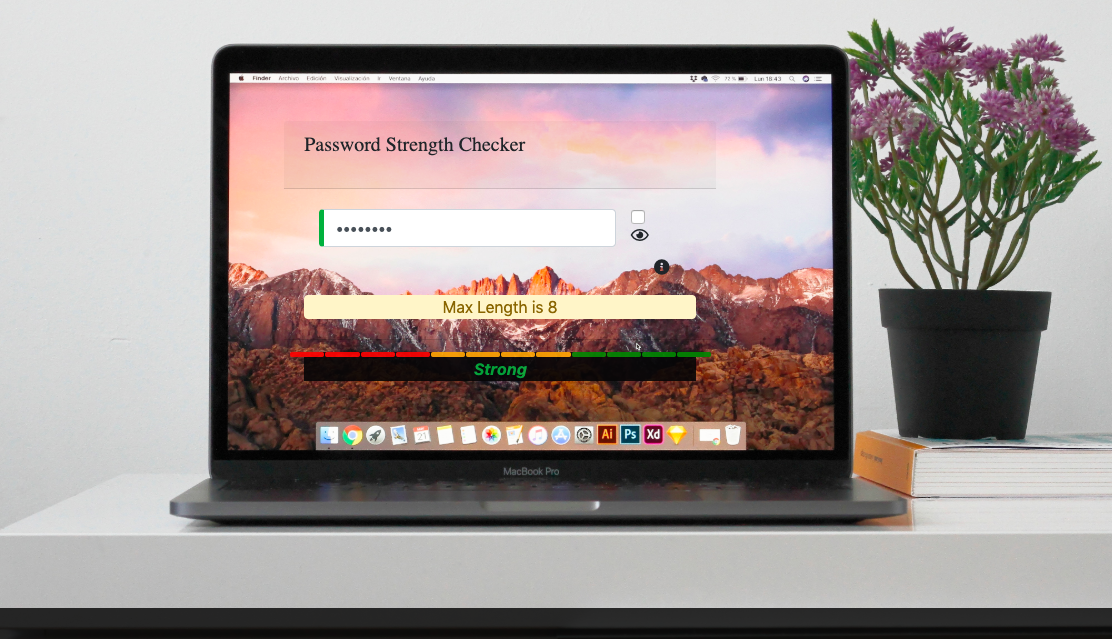 Finder Archivo Edición Visualización Ir Ventana Ayuda Lun 18:43
Password Strength Checker
Max Length is 8
Strong
Ai Ps Xd
MacBook Pro